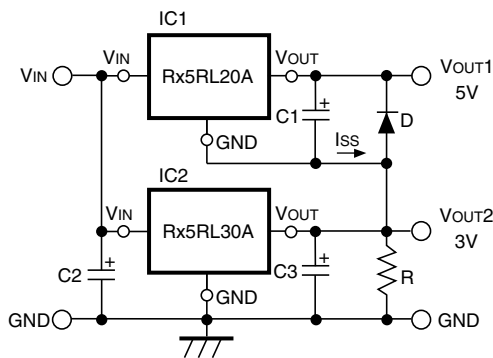 IC1
VIN
VIN
Rx5RL20A
VOUT
VOUT1
5V
C1
+
D
GND
ISS
IC2
VIN
Rx5RL30A
VOUT
VOUT2
3V
C2
+
C3
+
R
GND
GND
GND